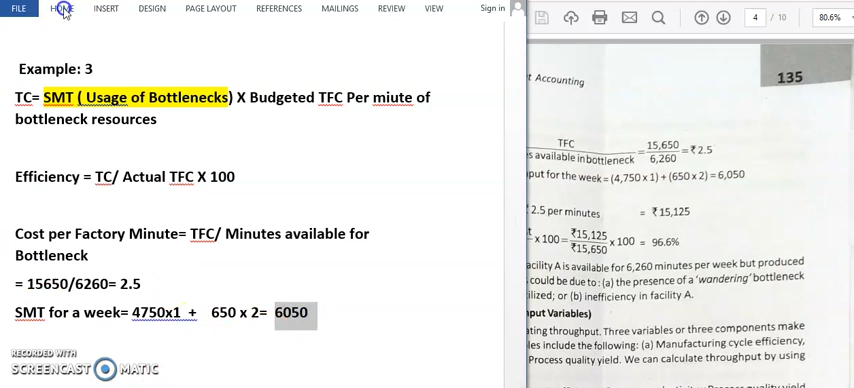 FILE HOME INSERT DESIGN PAGE LAYOUT REFERENCES MAILINGS REVIEW VIEW Sign in
Example: 3
TC= SMT ( Usage of Bottlenecks) X Budgeted TFC Per miute of
bottleneck resources
Efficiency = TC/ Actual TFC X 100
Cost per Factory Minute= TFC/ Minutes available for
Bottleneck
= 15650/6260= 2.5
SMT for a week= 4750x1 + 650 x 2= 6050
RECORDED WITH
SCREENCAST MATIC
4 / 10 80.6%
t Accounting 135
TFC
s available in bottleneck = 15,650 / 6,260 = ₹ 2.5
put for the week = (4,750 x 1) + (650 x 2) = 6,050
₹ 2.5 per minutes = ₹ 15,125
x 100 = ₹15,125 / ₹15,650 x 100 = 96.6%
acility A is available for 6,260 minutes per week but produced
could be due to: (a) the presence of a 'wandering' bottleneck
ilized; or (b) inefficiency in facility A.
nput Variables)
ating throughput. Three variables or three components make
les include the following: (a) Manufacturing cycle efficiency,
Process quality yield. We can calculate throughput by using